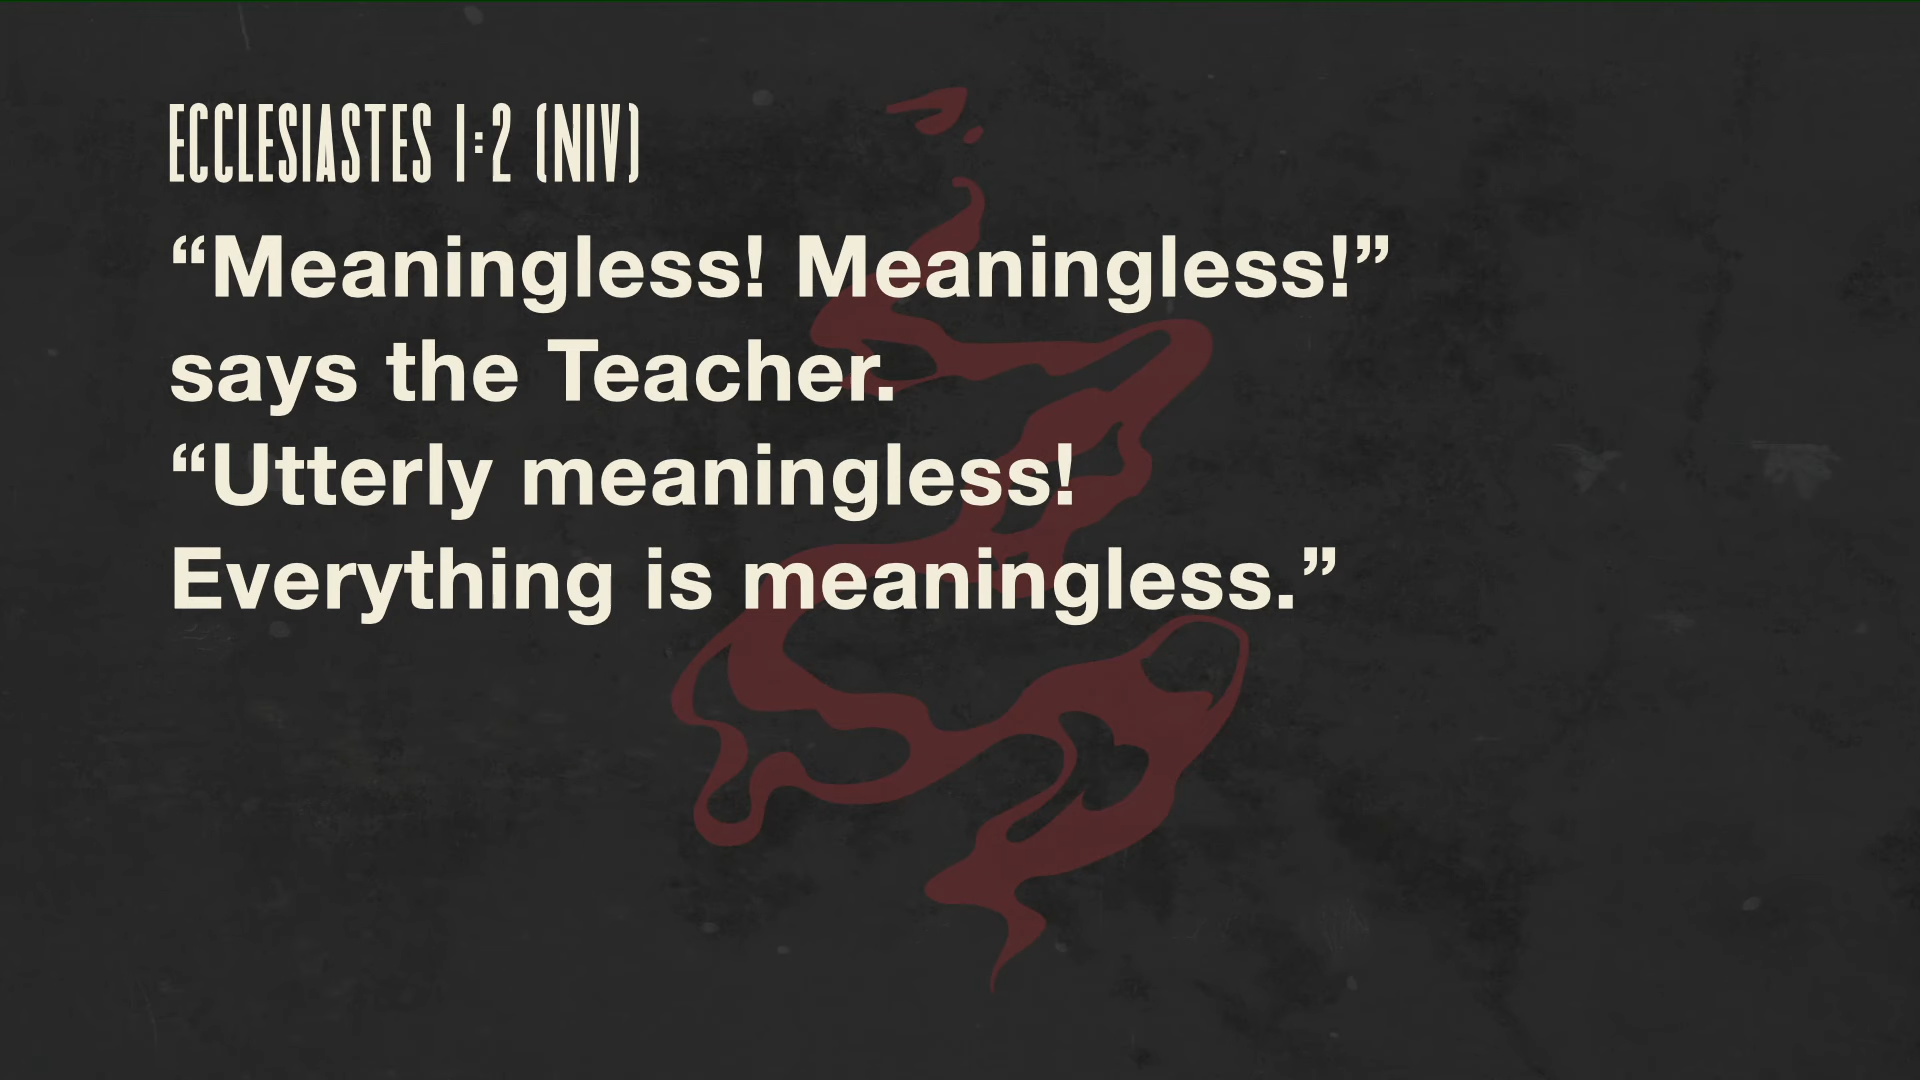 ECCLESIASTES 1:2 (NIV)
“Meaningless! Meaningless!”
says the Teacher.
“Utterly meaningless!
Everything is meaningless.”